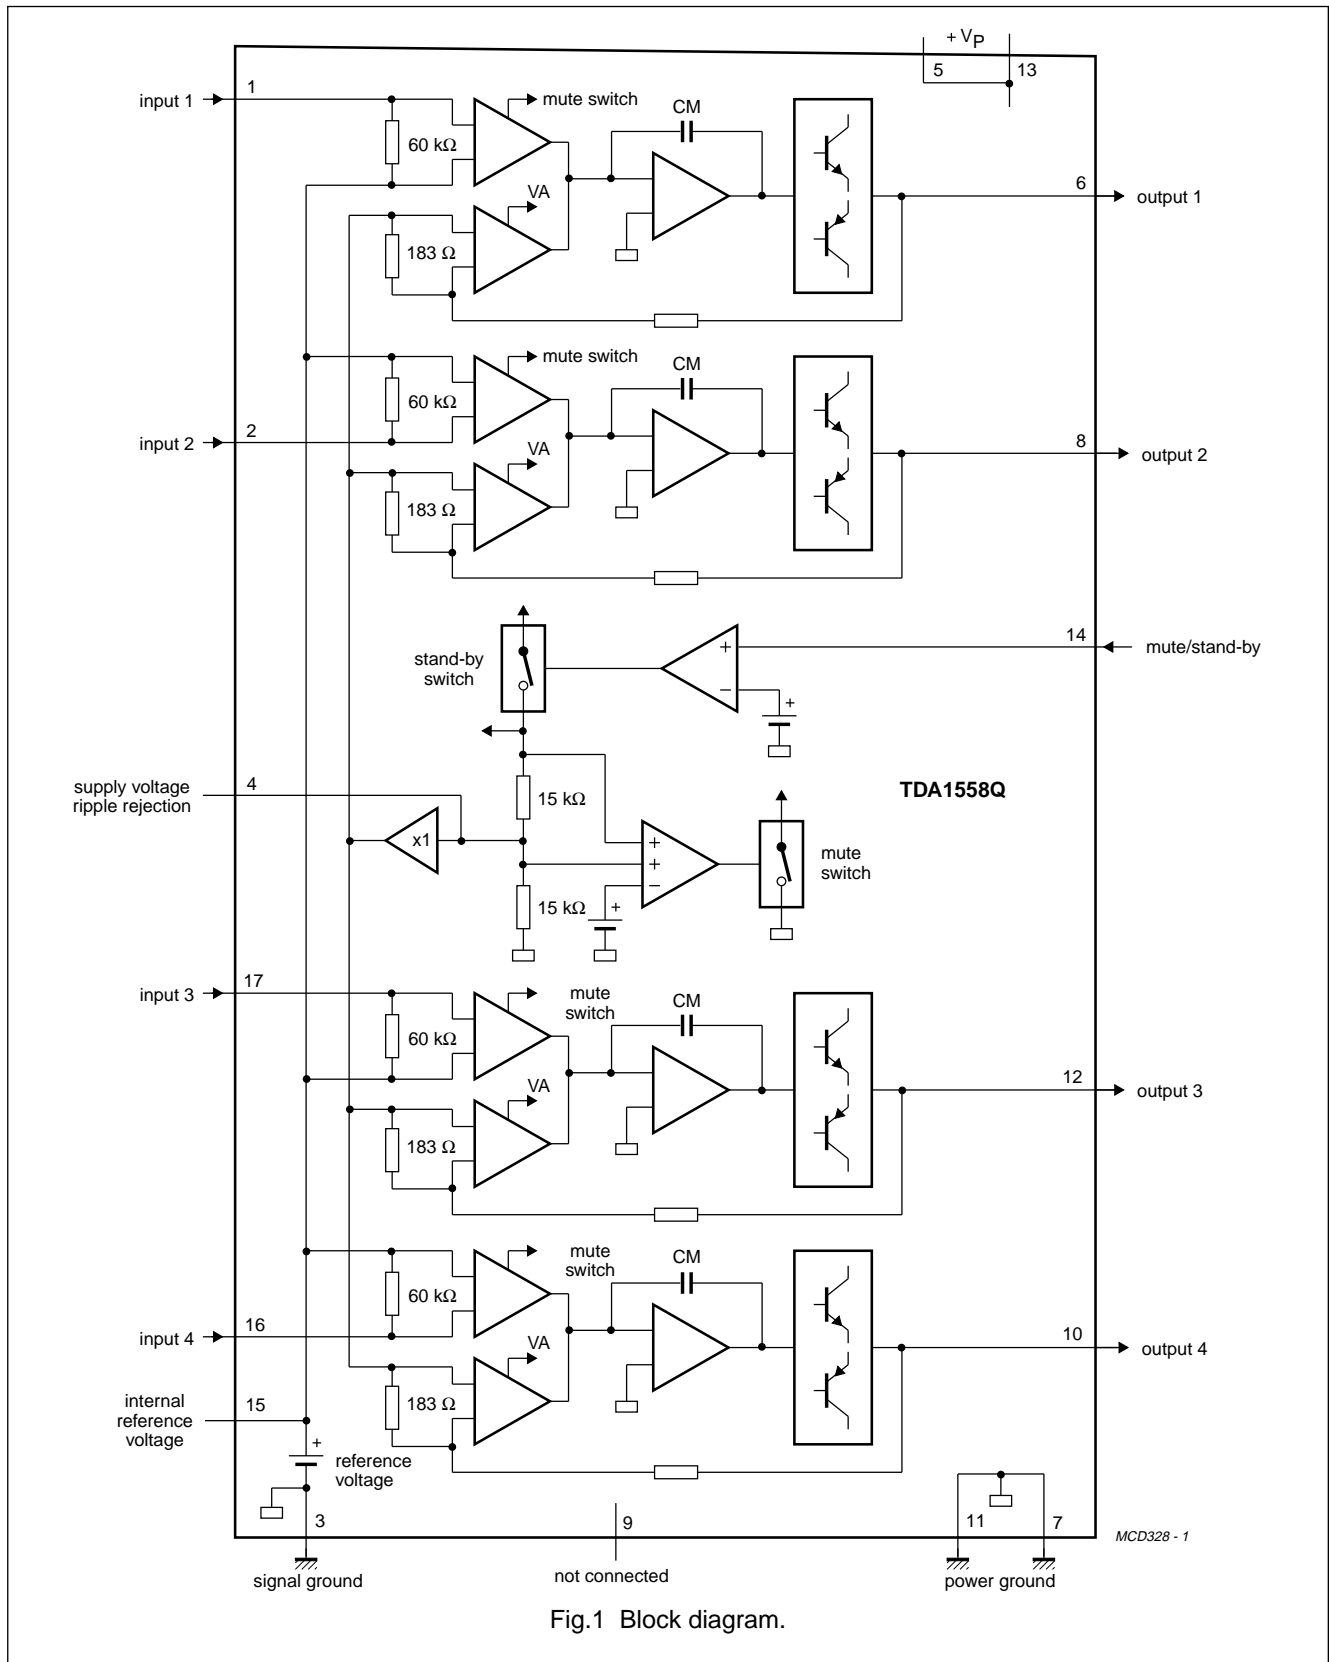 + VP
5
13
input 1
1
mute switch
CM
60 kΩ
VA
6
output 1
183 Ω
mute switch
CM
60 kΩ
input 2
2
VA
8
output 2
183 Ω
stand-by
switch
+
−
+
14
mute/stand-by
supply voltage
ripple rejection
4
15 kΩ
TDA1558Q
x1
+
+
−
mute
switch
15 kΩ
+
input 3
17
mute
switch
CM
60 kΩ
VA
12
output 3
183 Ω
mute
switch
CM
60 kΩ
input 4
16
VA
10
output 4
183 Ω
internal
reference
voltage
15
+
reference
voltage
3
9
11
7
MCD328 - 1
signal ground
not connected
power ground
Fig.1 Block diagram.